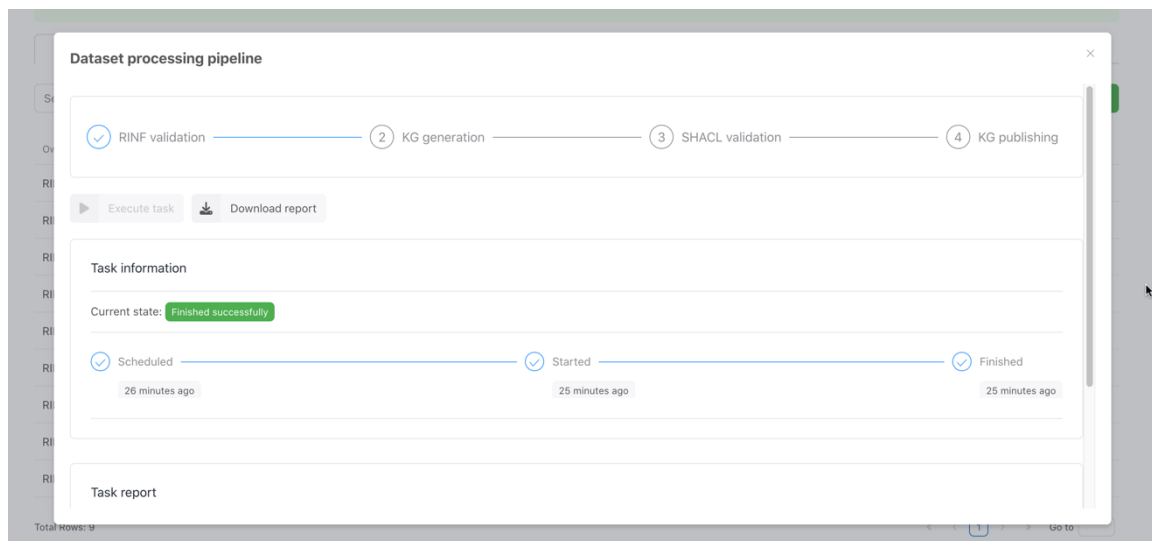 Dataset processing pipeline
RINF validation 2 KG generation 3 SHACL validation 4 KG publishing
Execute task Download report
Task information
Current state: Finished successfully
Scheduled Started Finished
26 minutes ago 25 minutes ago 25 minutes ago
Task report
Total Rows: 9 1 Go to